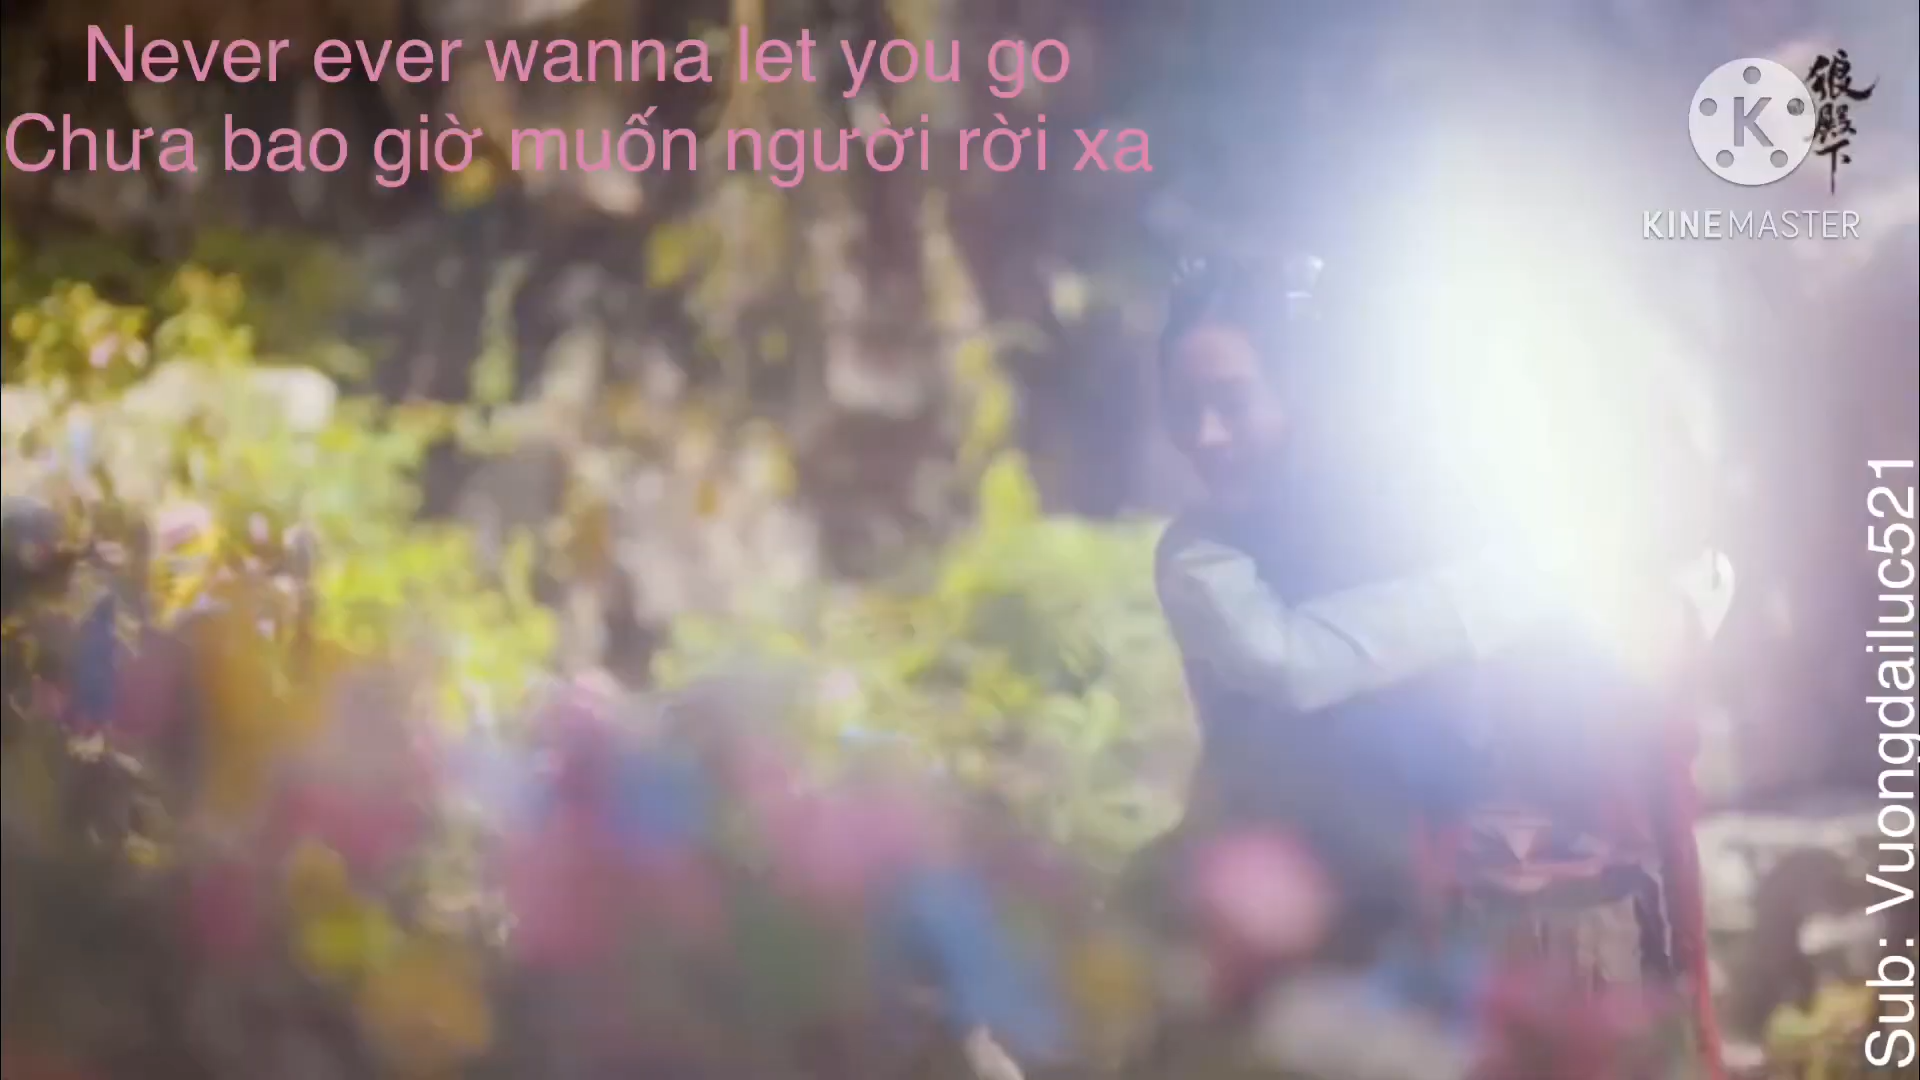 Never ever wanna let you go
Chưa bao giờ muốn người rời xa
K
狼殿下
KINEMASTER
Sub: Vuongdailuc521